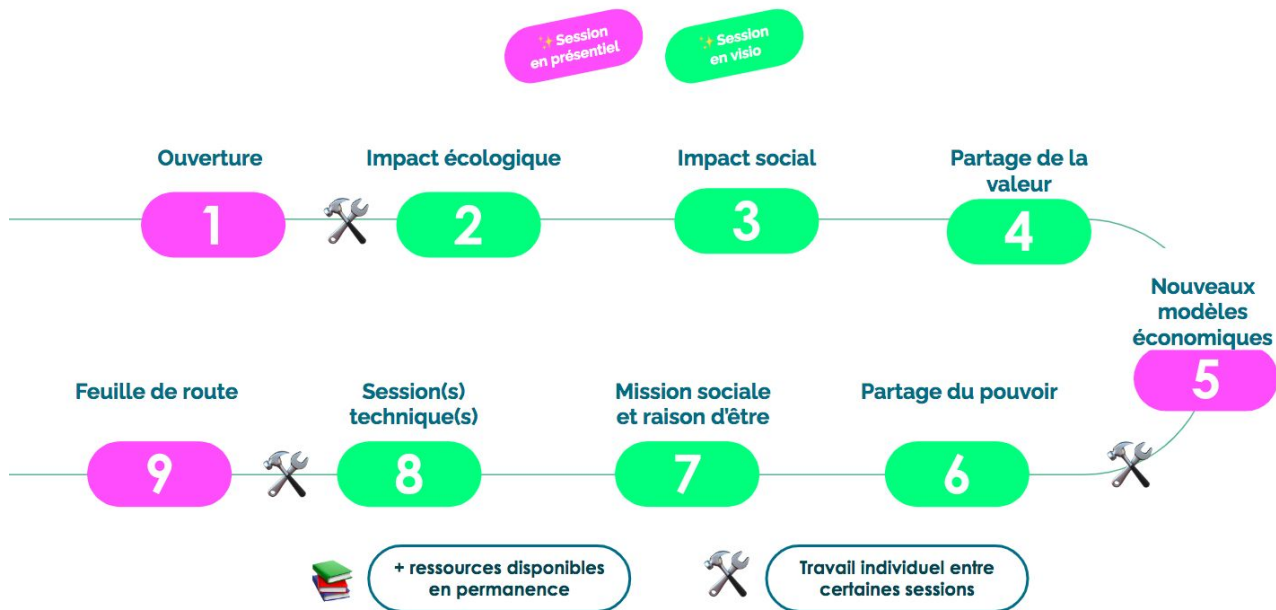 ✨Session
en présentiel
✨Session
en visio
Ouverture
1
Impact écologique
2
Impact social
3
Partage de la
valeur
4
Nouveaux
modèles
économiques
5
Partage du pouvoir
6
Mission sociale
et raison d'être
7
Session(s)
technique(s)
8
Feuille de route
9
+ ressources disponibles
en permanence
Travail individuel entre
certaines sessions